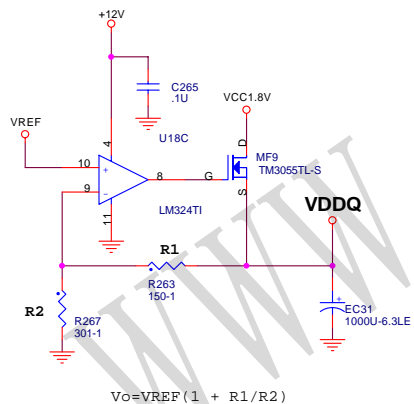 +12V
C265
.1U
VCC1.8V
VREF
U18C
4
D
MF9
TM3055TL-S
10
+
8
G
9
-
S
LM324TI
11
VDDQ
R1
R263
150-1
R2
R267
301-1
+
EC31
1000U-6.3LE
WWW
Vo=VREF(1 + R1/R2)